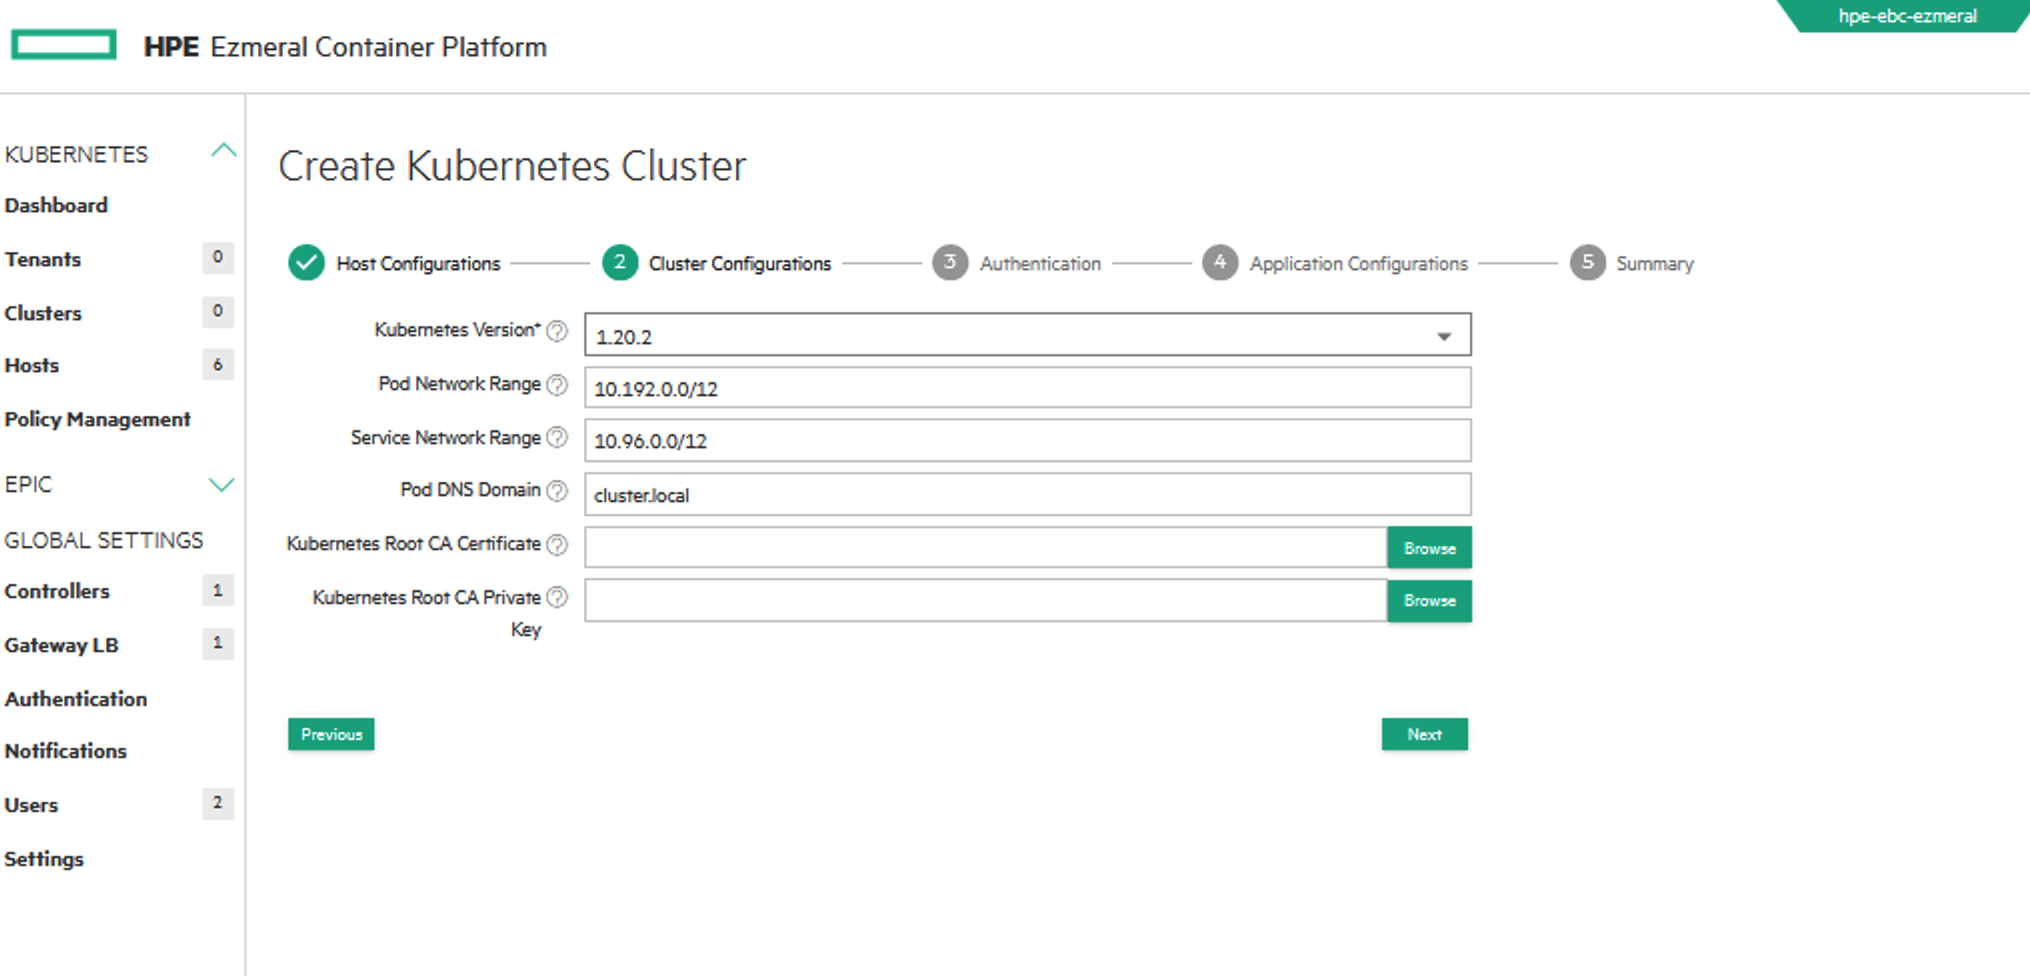 hpe-ebc-ezmeral
HPE Ezmeral Container Platform
KUBERNETES
Dashboard
Tenants 0
Clusters 0
Hosts 6
Policy Management
EPIC
GLOBAL SETTINGS
Controllers 1
Gateway LB 1
Authentication
Notifications
Users 2
Settings
Create Kubernetes Cluster
Host Configurations 2 Cluster Configurations 3 Authentication 4 Application Configurations 5 Summary
Kubernetes Version* ? 1.20.2
Pod Network Range ? 10.192.0.0/12
Service Network Range ? 10.96.0.0/12
Pod DNS Domain ? cluster.local
Kubernetes Root CA Certificate ? Browse
Kubernetes Root CA Private ? Browse
Key
Previous Next